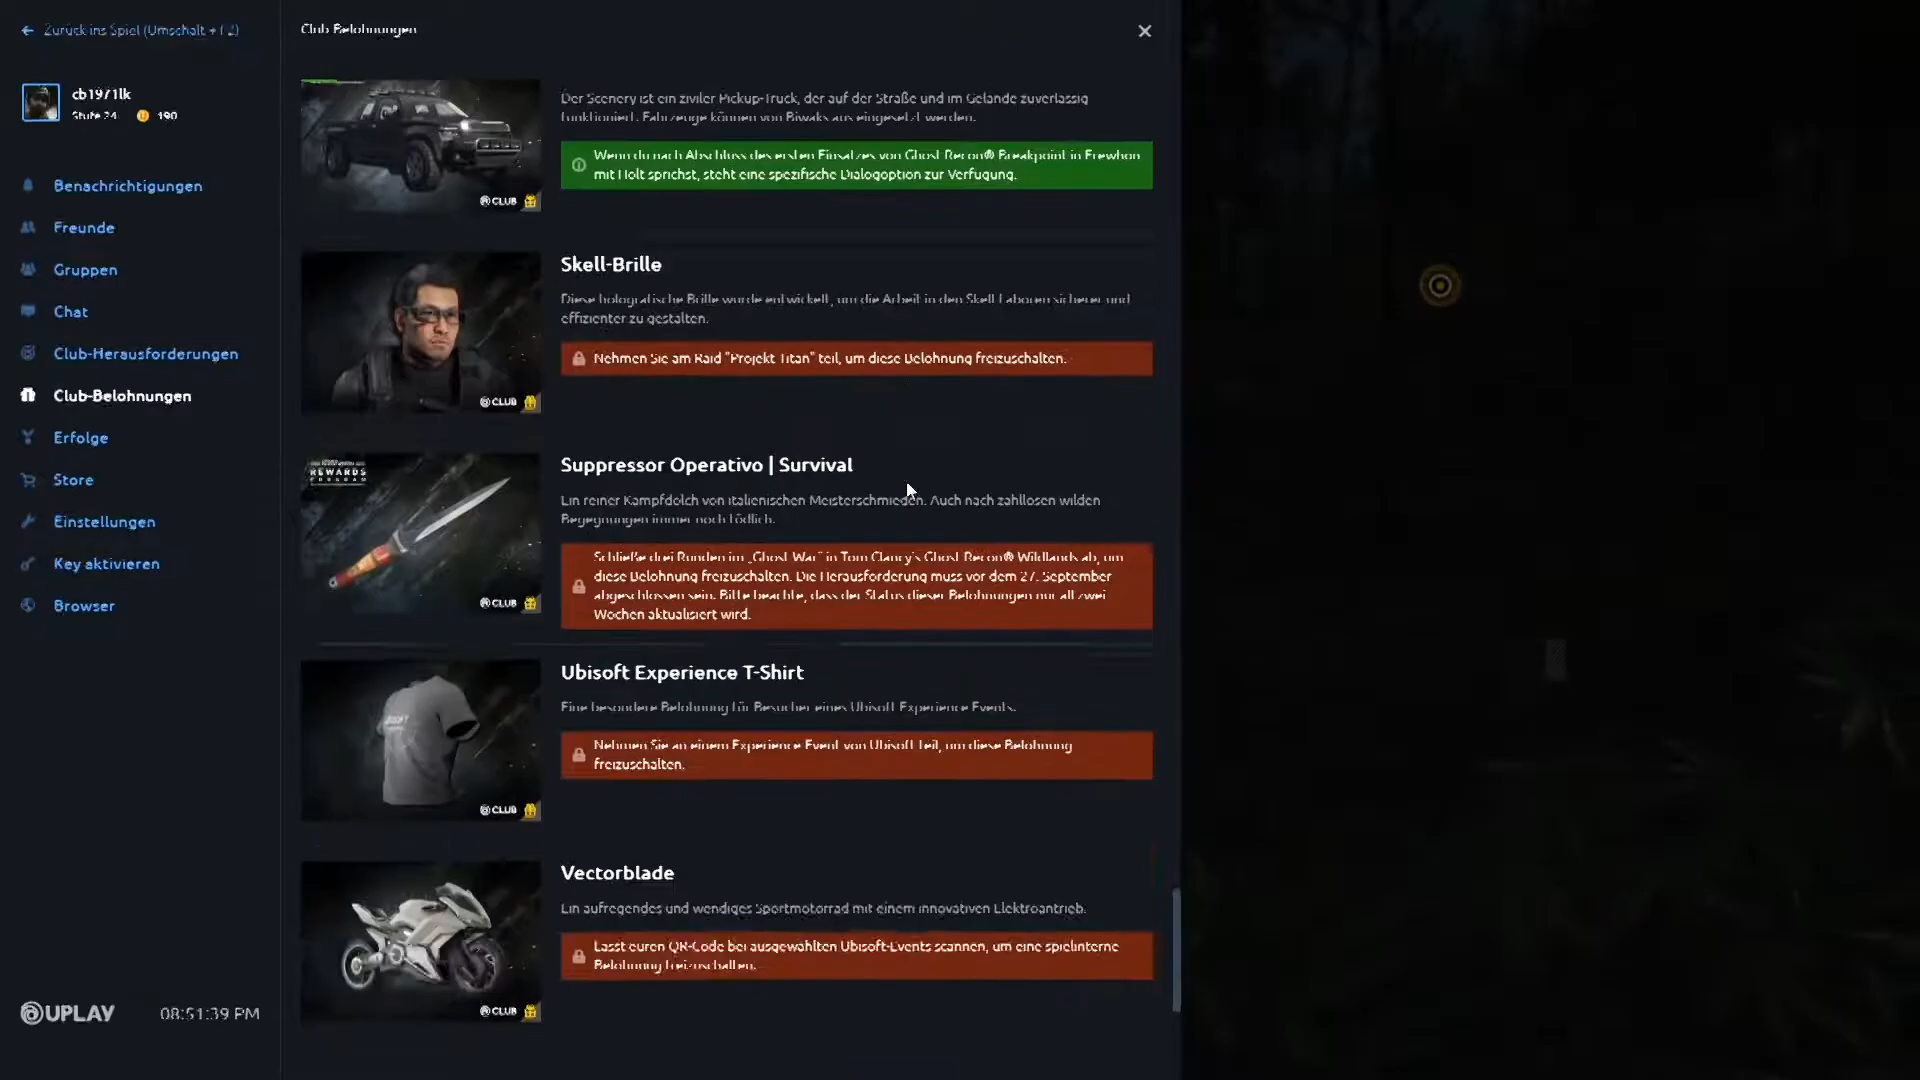 Zurück ins Spiel (Umschalt + F2)
Club Belohnungen
cb1971lk
Stufe 24 190
Benachrichtigungen
Freunde
Gruppen
Chat
Club-Herausforderungen
Club-Belohnungen
Erfolge
Store
Einstellungen
Key aktivieren
Browser
UPLAY 08:51:39 PM
Der Scenery ist ein ziviler Pickup-Truck, der auf der Straße und im Gelände zuverlässig
funktioniert. Fahrzeuge können von Biwaks aus eingesetzt werden.
Wenn du nach Abschluss des ersten Einsatzes von Ghost Recon® Breakpoint in Erewhon
mit Holt sprichst, steht eine spezifische Dialogoption zur Verfügung.
CLUB
Skell-Brille
Diese holografische Brille wurde entwickelt, um die Arbeit in den Skell Laboren sicherer und
effizienter zu gestalten.
Nehmen Sie am Raid "Projekt Titan" teil, um diese Belohnung freizuschalten.
CLUB
REWARDS
PROGRAM
Suppressor Operativo | Survival
Ein reiner Kampfdolch von italienischen Meisterschmieden. Auch nach zahllosen wilden
Begegnungen immer noch tödlich.
Schließe drei Runden im „Ghost War" in Tom Clancy's Ghost Recon® Wildlands ab, um
diese Belohnung freizuschalten. Die Herausforderung muss vor dem 27. September
abgeschlossen sein. Bitte beachte, dass der Status dieser Belohnungen nur all zwei
Wochen aktualisiert wird.
CLUB
Ubisoft Experience T-Shirt
Eine besondere Belohnung für Besucher eines Ubisoft Experience Events.
Nehmen Sie an einem Experience Event von Ubisoft teil, um diese Belohnung
freizuschalten.
CLUB
Vectorblade
Ein aufregendes und wendiges Sportmotorrad mit einem innovativen Elektroantrieb.
Lasst euren QR-Code bei ausgewählten Ubisoft-Events scannen, um eine spielinterne
Belohnung freizuschalten.
CLUB